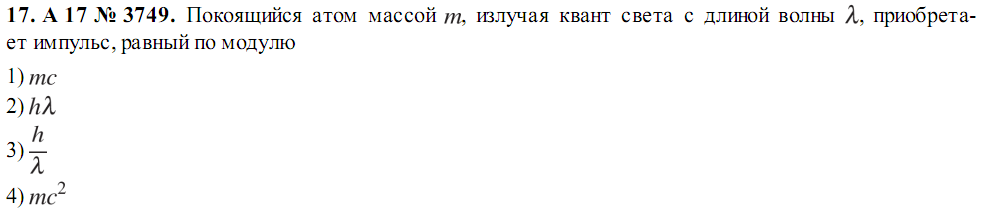 17. А 17 № 3749. Покоящийся атом массой m, излучая квант света с длиной волны λ, приобрета-
ет импульс, равный по модулю
1) mc
2) hλ
3) h/λ
4) mc²